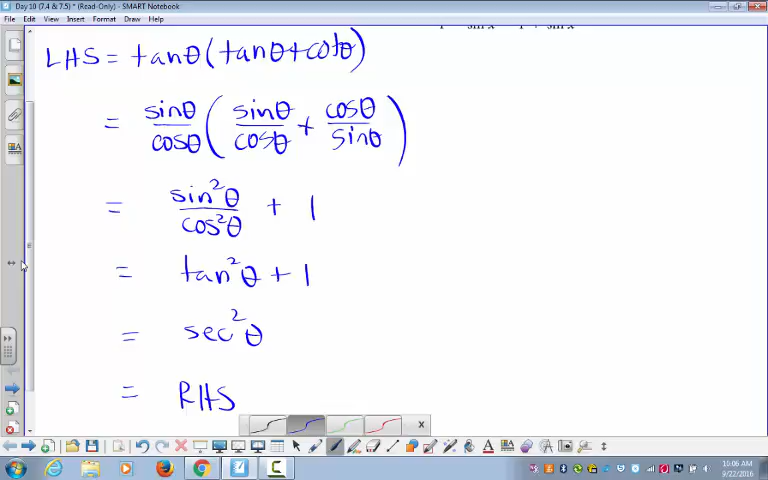 Day 10 (7.4 & 7.5) * (Read-Only) - SMART Notebook
File Edit View Insert Format Tools Draw Help
LHS = tanθ(tanθ+cotθ)
= sinθ/cosθ (sinθ/cosθ + cosθ/sinθ)
= sin²θ/cos²θ + 1
= tan²θ + 1
= sec²θ
= RHS
10:06 AM
9/22/2016